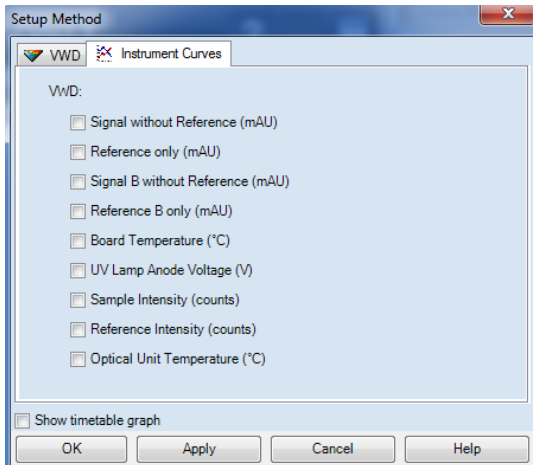 Setup Method
VWD
Instrument Curves
VWD:
Signal without Reference (mAU)
Reference only (mAU)
Signal B without Reference (mAU)
Reference B only (mAU)
Board Temperature (°C)
UV Lamp Anode Voltage (V)
Sample Intensity (counts)
Reference Intensity (counts)
Optical Unit Temperature (°C)
Show timetable graph
OK Apply Cancel Help